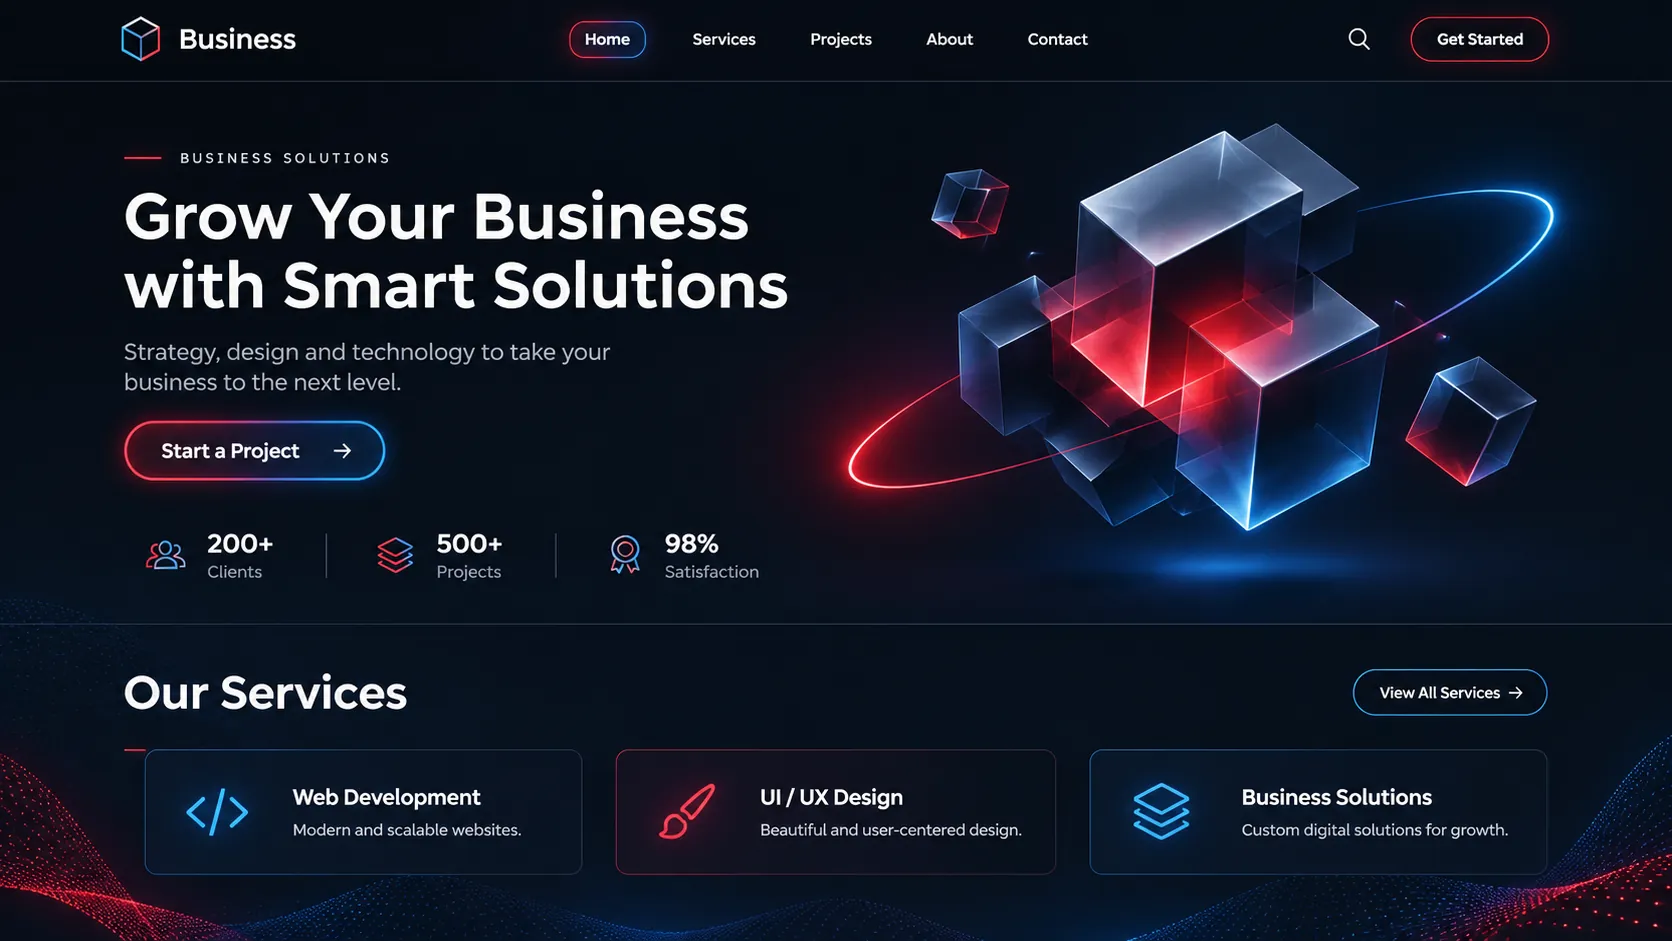 Business
Home
Services
Projects
About
Contact
Get Started
BUSINESS SOLUTIONS
Grow Your Business
with Smart Solutions
Strategy, design and technology to take your
business to the next level.
Start a Project →
200+
Clients
500+
Projects
98%
Satisfaction
Our Services
View All Services →
</>
Web Development
Modern and scalable websites.
UI / UX Design
Beautiful and user-centered design.
Business Solutions
Custom digital solutions for growth.